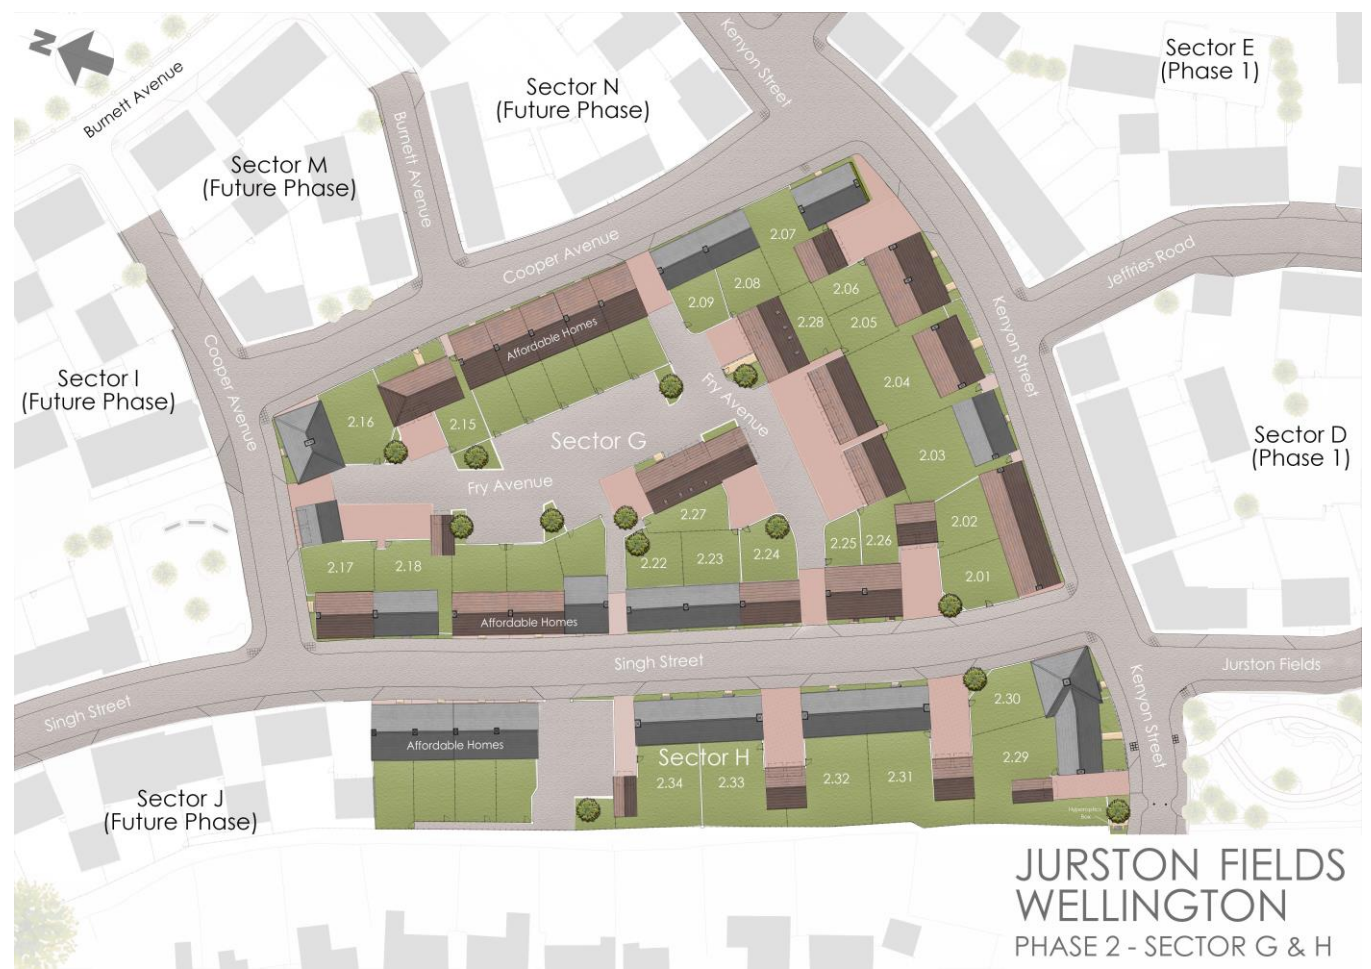 N
Burnett Avenue
Kenyon Street
Sector E
(Phase 1)
Sector N
(Future Phase)
Burnett Avenue
Sector M
(Future Phase)
Cooper Avenue
2.07
Jeffries Road
2.09
2.08
2.06
2.05
2.28
Kenyon Street
Affordable Homes
Cooper Avenue
Sector I
(Future Phase)
2.16
2.15
Fry Avenue
2.04
Sector G
2.03
Sector D
(Phase 1)
Fry Avenue
2.27
2.02
2.17
2.18
2.22
2.23
2.24
2.25
2.26
2.01
Affordable Homes
Singh Street
Jurston Fields
Singh Street
2.30
Kenyon Street
Affordable Homes
Sector H
2.29
2.34
2.33
2.32
2.31
Sector J
(Future Phase)
Box
JURSTON FIELDS
WELLINGTON
PHASE 2 - SECTOR G & H